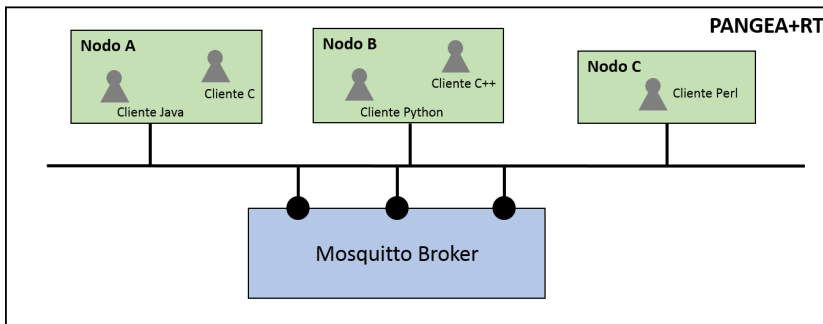 PANGEA+RT
Nodo A
Cliente C
Cliente Java
Nodo B
Cliente C++
Cliente Python
Nodo C
Cliente Perl
Mosquitto Broker